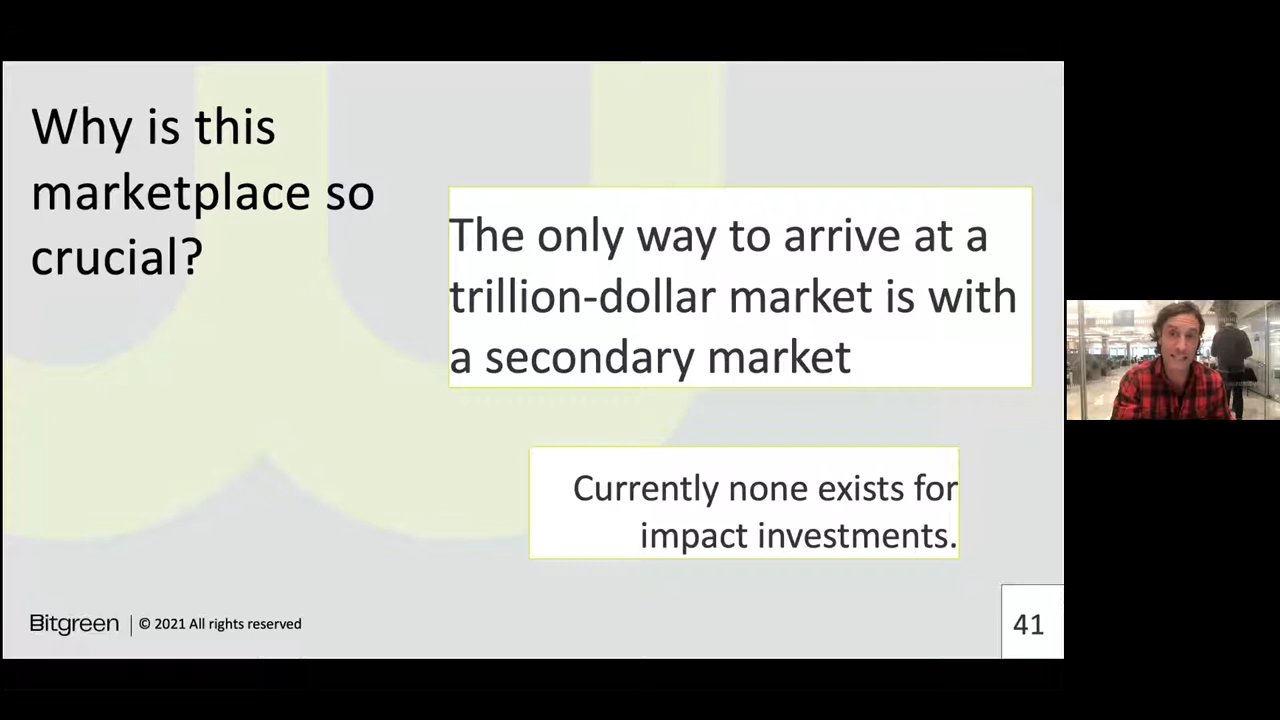 Why is this
marketplace so
crucial?
The only way to arrive at a
trillion-dollar market is with
a secondary market
Currently none exists for
impact investments.
Bitgreen | © 2021 All rights reserved
41